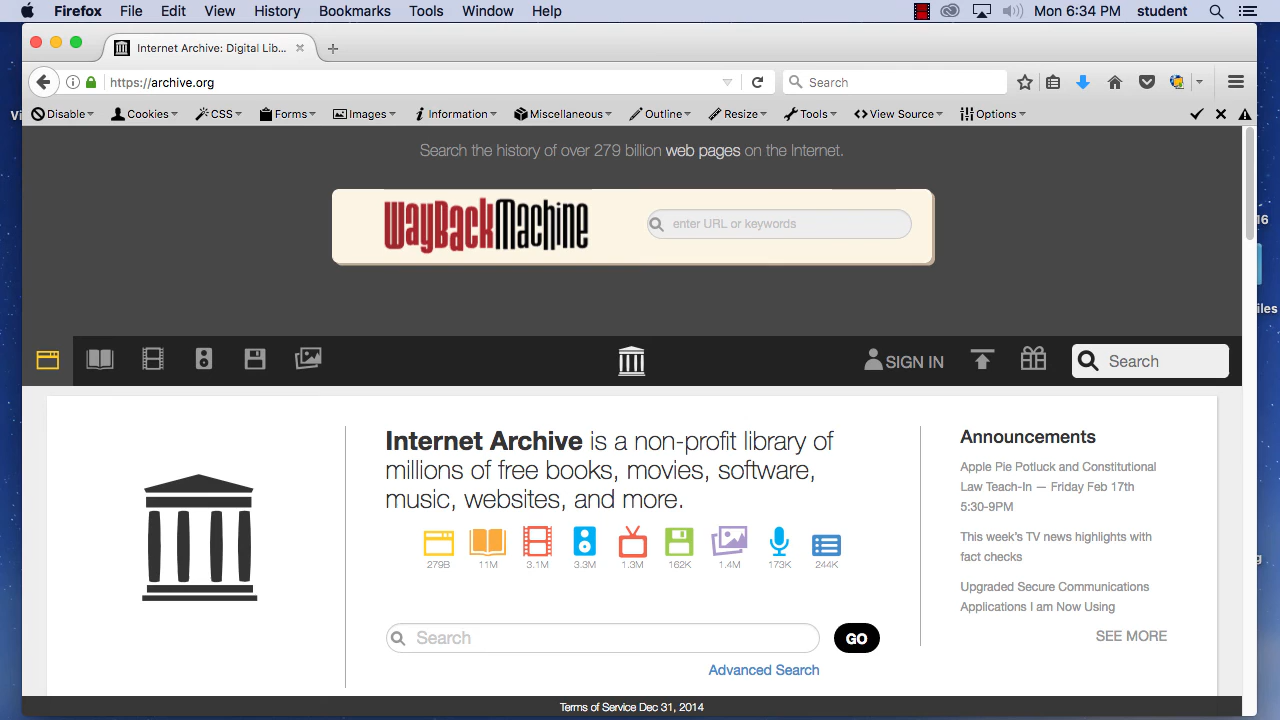 Firefox File Edit View History Bookmarks Tools Window Help Mon 6:34 PM student
Internet Archive: Digital Lib...
https://archive.org Search
Disable Cookies CSS Forms Images Information Miscellaneous Outline Resize Tools View Source Options
Search the history of over 279 billion web pages on the Internet.
WayBackMachine enter URL or keywords
SIGN IN Search
Internet Archive is a non-profit library of
millions of free books, movies, software,
music, websites, and more.
279B 11M 3.1M 3.3M 1.3M 162K 1.4M 173K 244K
Search GO
Advanced Search
Announcements
Apple Pie Potluck and Constitutional
Law Teach-In — Friday Feb 17th
5:30-9PM
This week's TV news highlights with
fact checks
Upgraded Secure Communications
Applications I am Now Using
SEE MORE
Terms of Service Dec 31, 2014